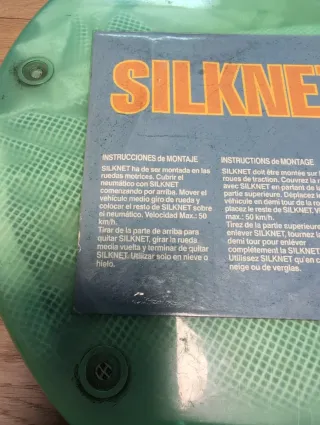 SILKNE
INSTRUCCIONES de MONTAJE
SILKNET ha de ser montada en las
ruedas motrices. Cubrir el
neumático con SILKNET
comenzando por arriba. Mover el
vehículo medio giro de rueda y
colocar el resto de SILKNET sobre
el neumático. Velocidad Max.: 50
km/h.
Tirar de la parte de arriba para
quitar SILKNET, girar la rueda
media vuelta y terminar de quitar
SILKNET. Utilizar solo en nieve o
hielo.
INSTRUCTIONS de MONTAGE
SILKNET doit être montée sur l
roues de traction. Couvrez la r
avec SILKNET en partant de la
partie superieure. Déplacez l
véhicule en demi tour de la ro
placez le reste de SILKNET, V
max.: 50 km/h.
Tirez de la partie superieure
enlever SILKNET, tournez la
demi tour pour enléver
complètement la SILKNET.
Utilissez SILKNET qu'en c
neige ou de verglas.